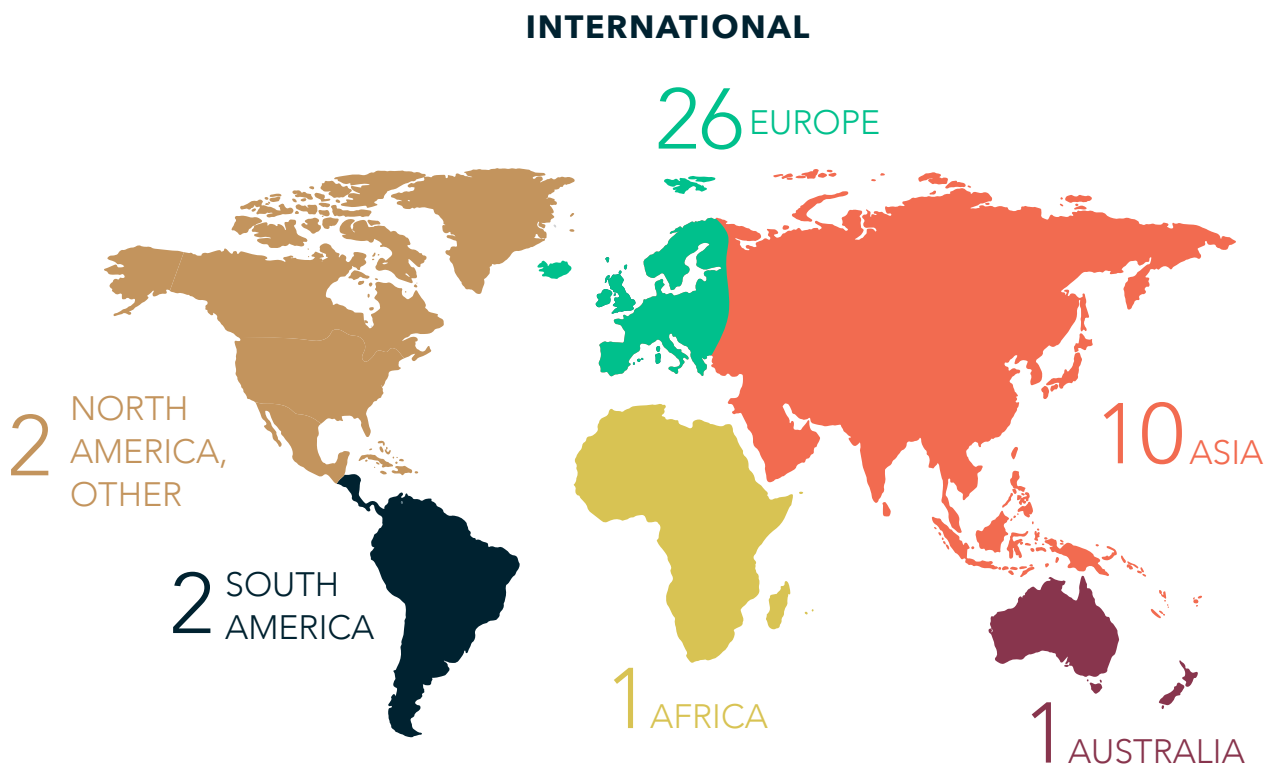 INTERNATIONAL
26 EUROPE
2 NORTH
AMERICA,
OTHER
10 ASIA
2 SOUTH
AMERICA
1 AFRICA
1 AUSTRALIA